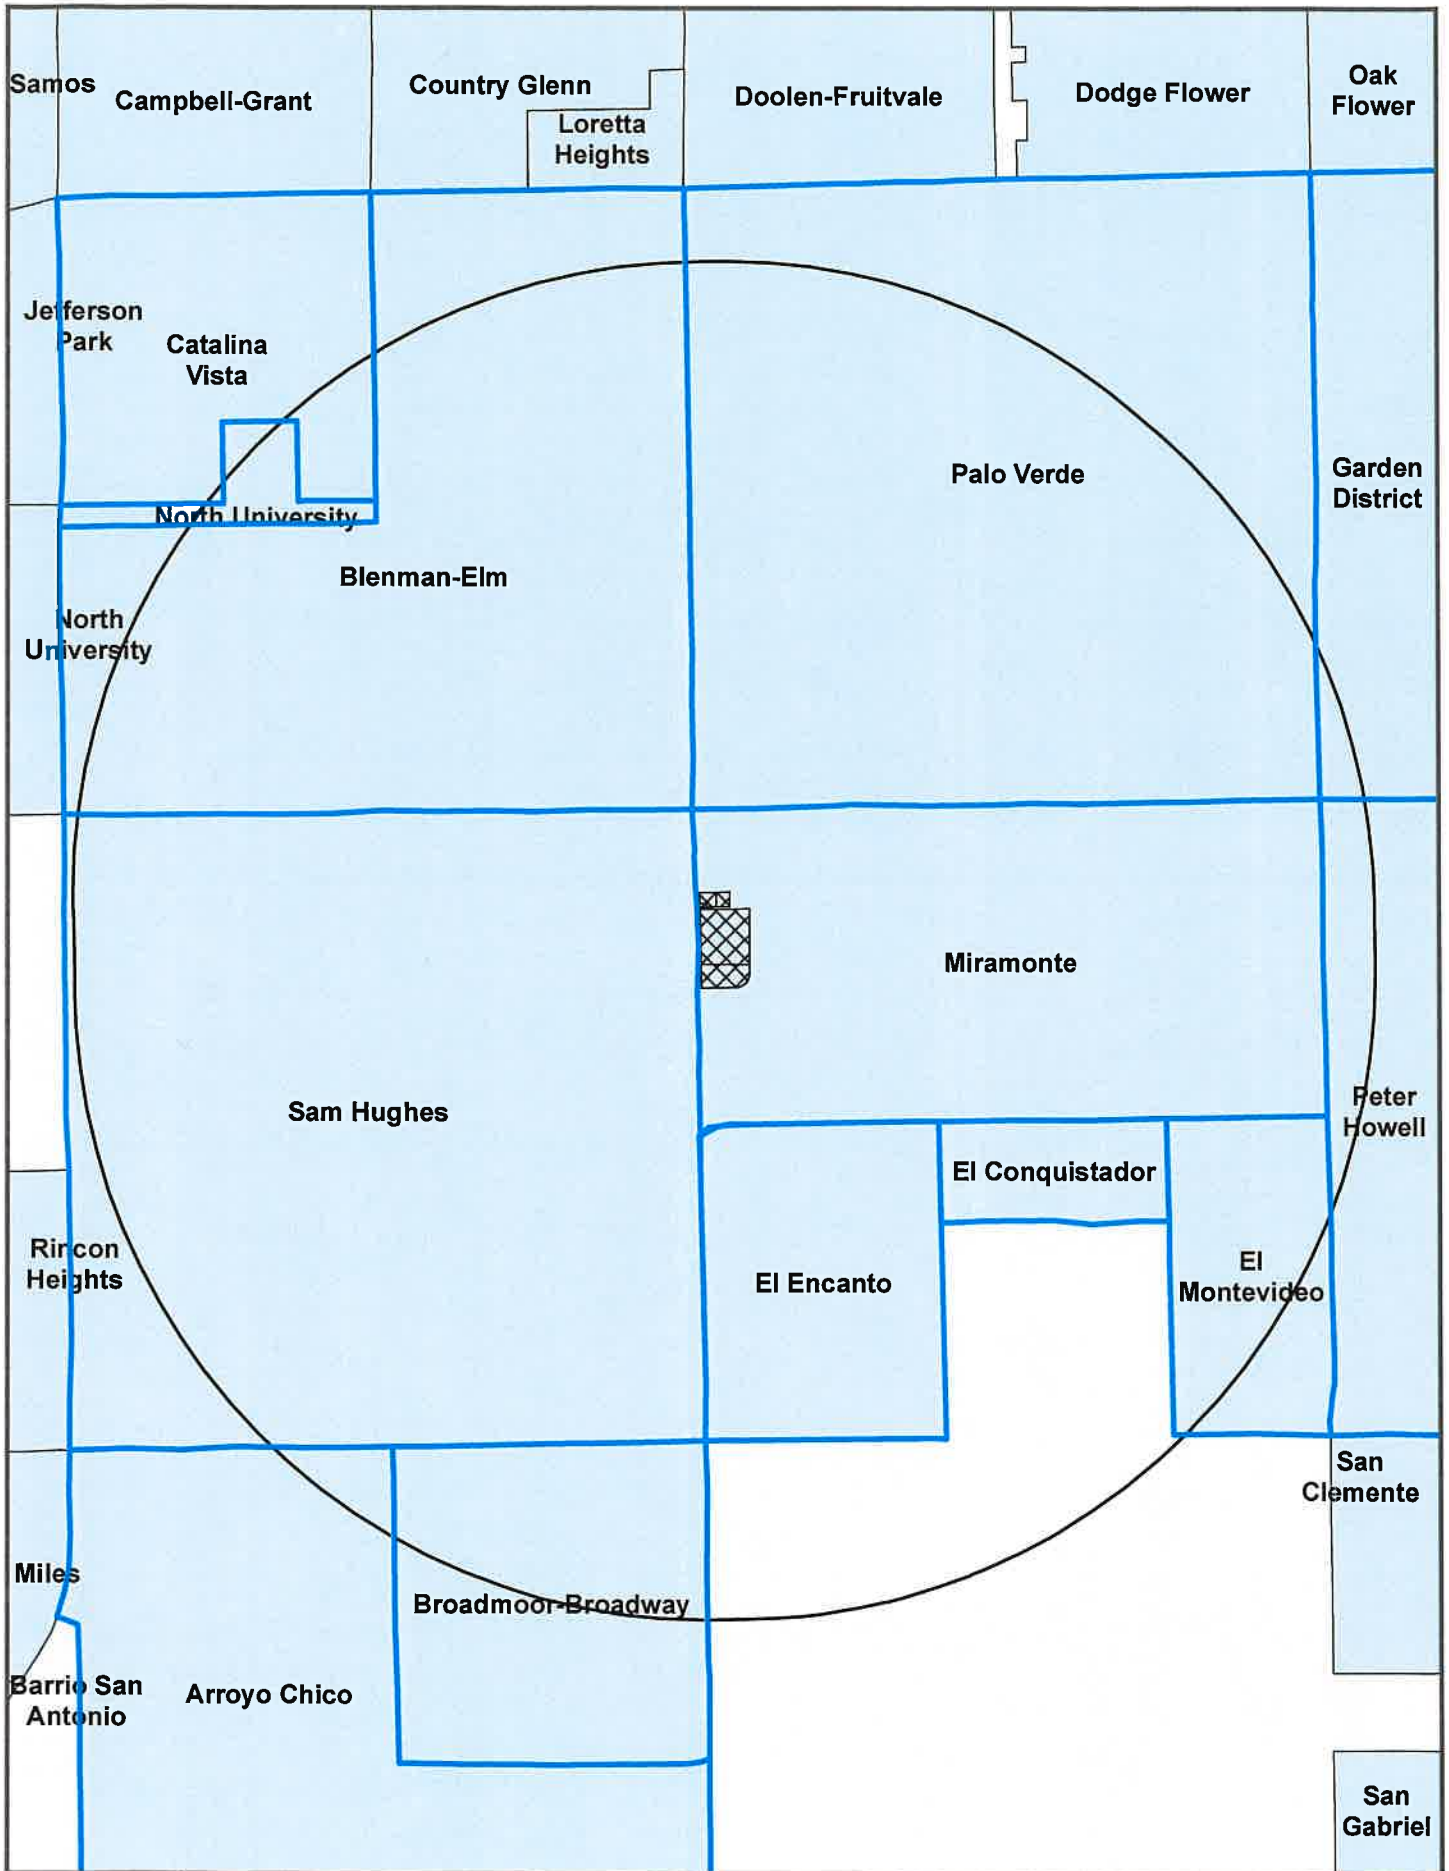 Samos
Campbell-Grant
Country Glenn
Loretta
Heights
Doolen-Fruitvale
Dodge Flower
Oak
Flower
Jefferson
Park
Catalina
Vista
North University
Blenman-Elm
North
University
Palo Verde
Garden
District
Miramonte
Sam Hughes
Peter
Howell
El Conquistador
El Encanto
El
Montevideo
Rincon
Heights
San
Clemente
Miles
Broadmoor-Broadway
Barrio San
Antonio
Arroyo Chico
San
Gabriel